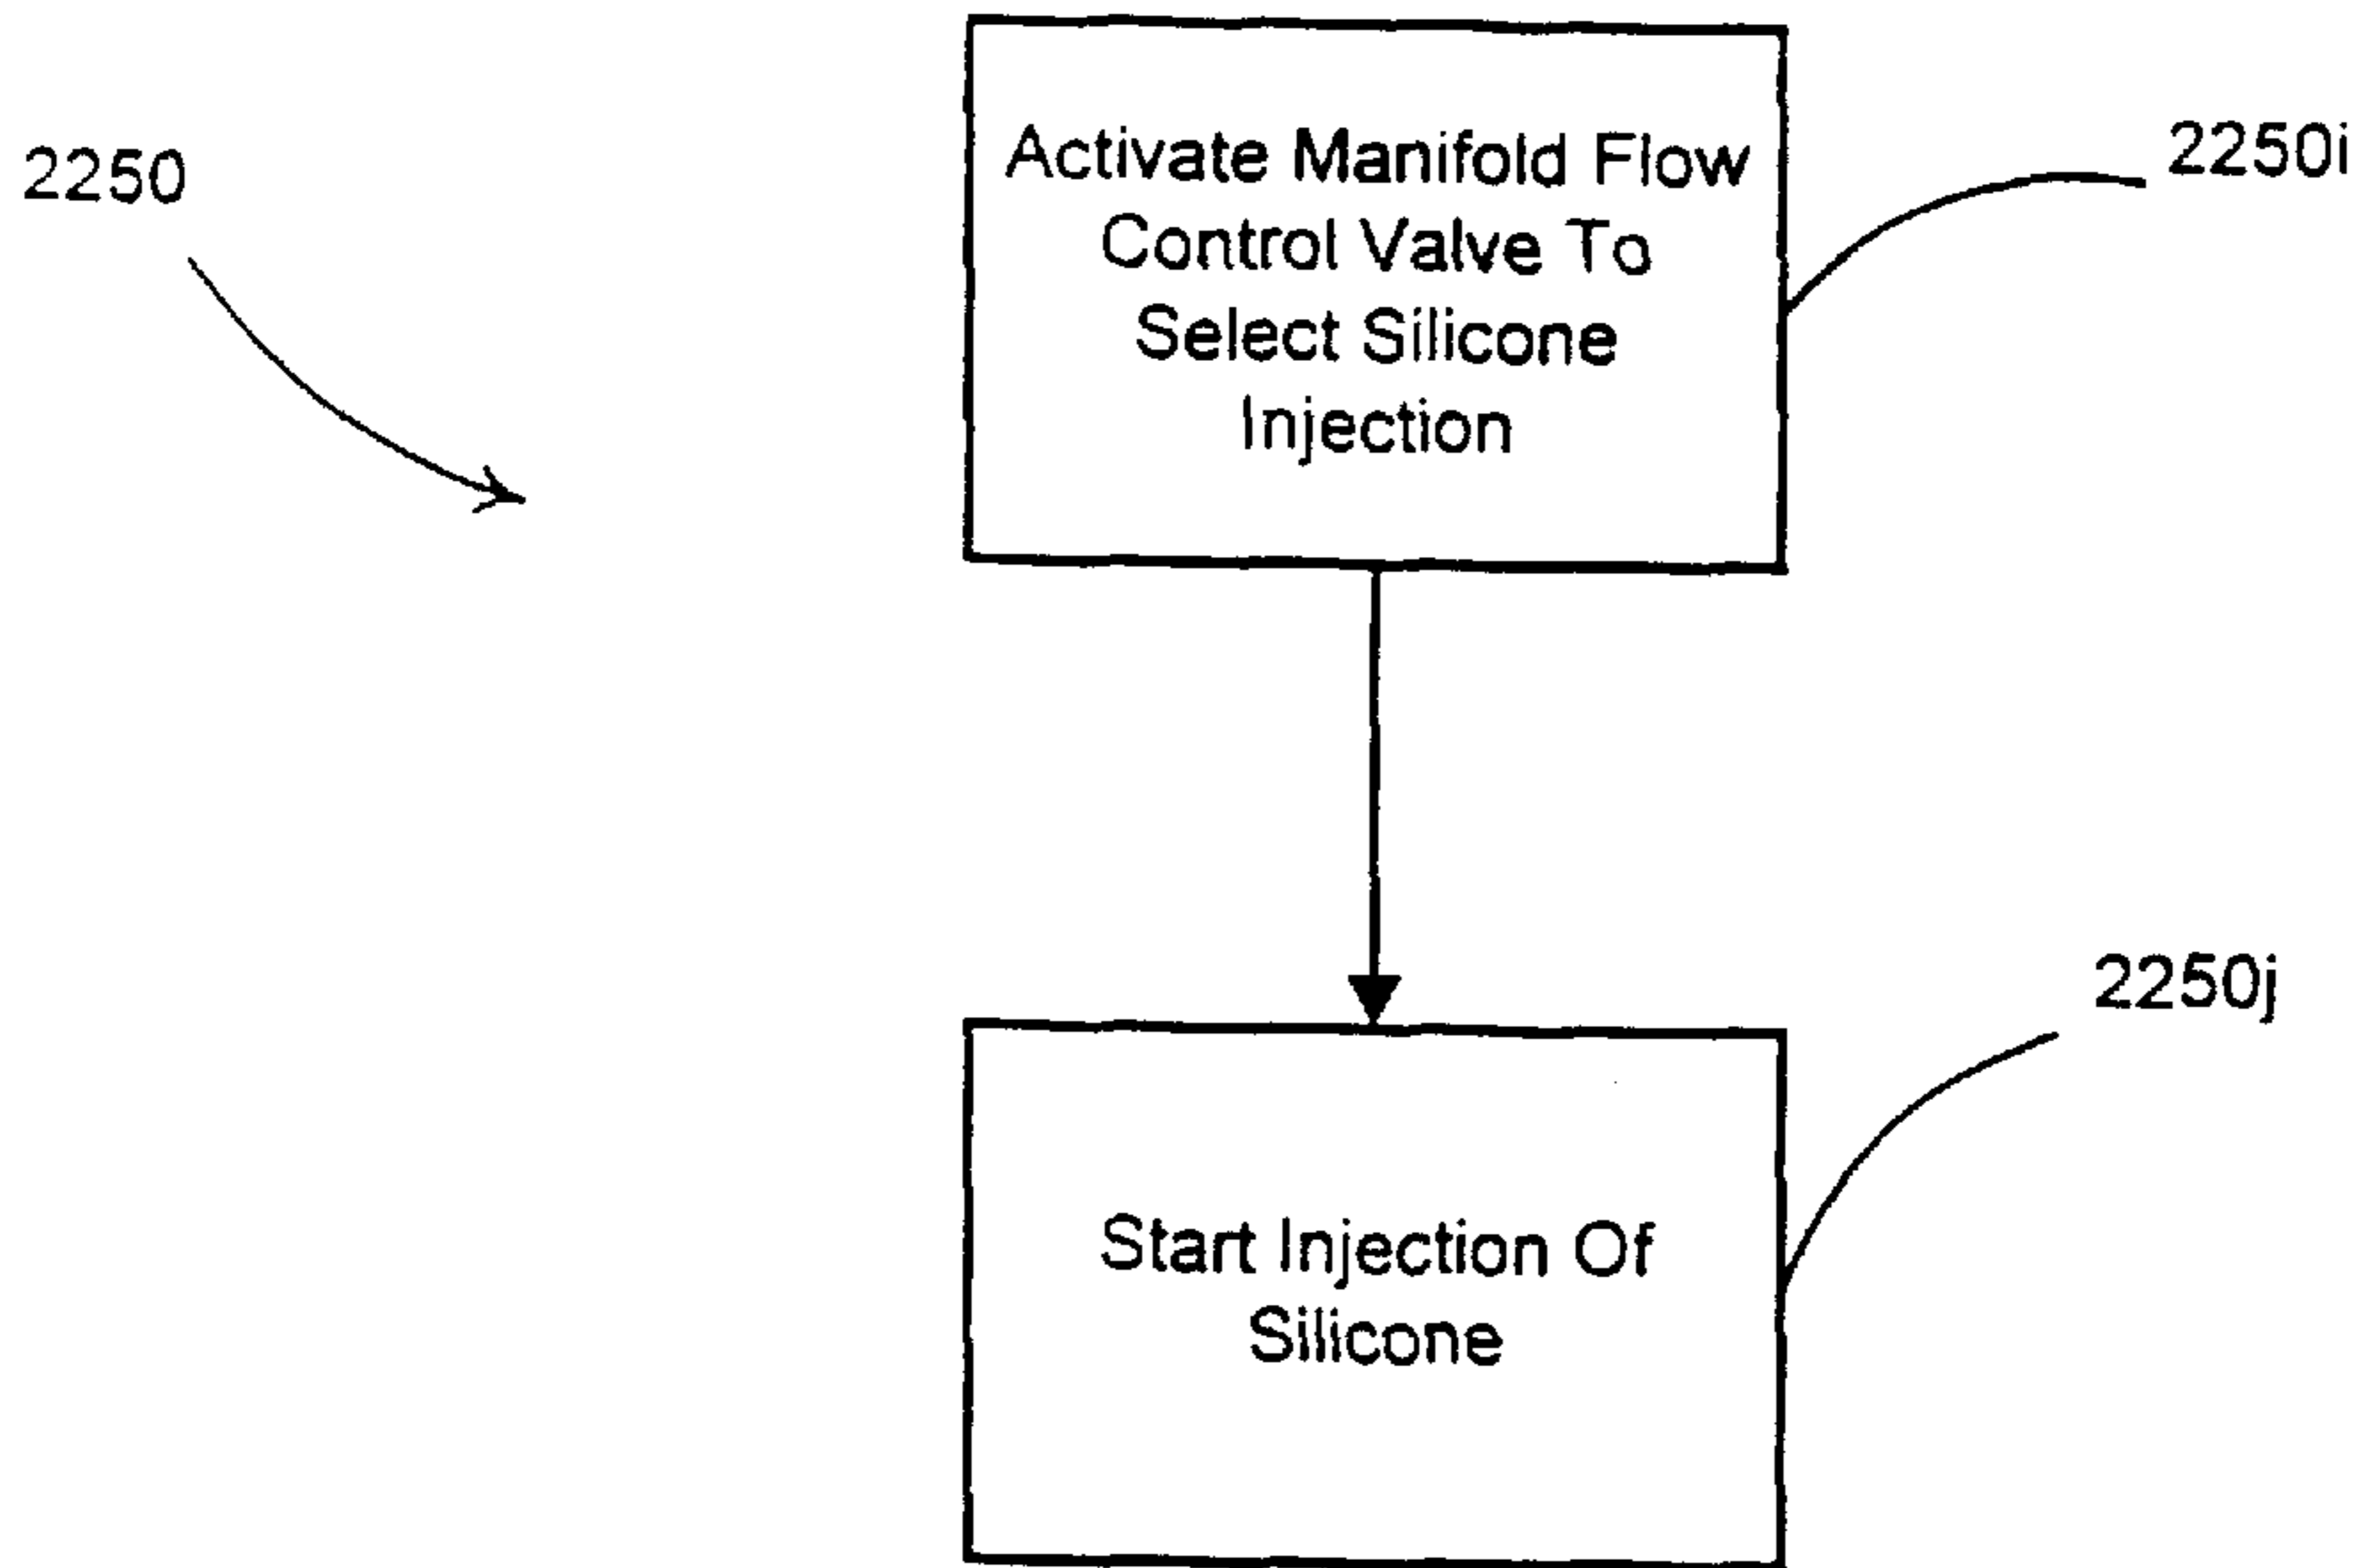 2250
Activate Manifold Flow
Control Valve To
Select Silicone
Injection
2250i
2250j
Start Injection Of
Silicone